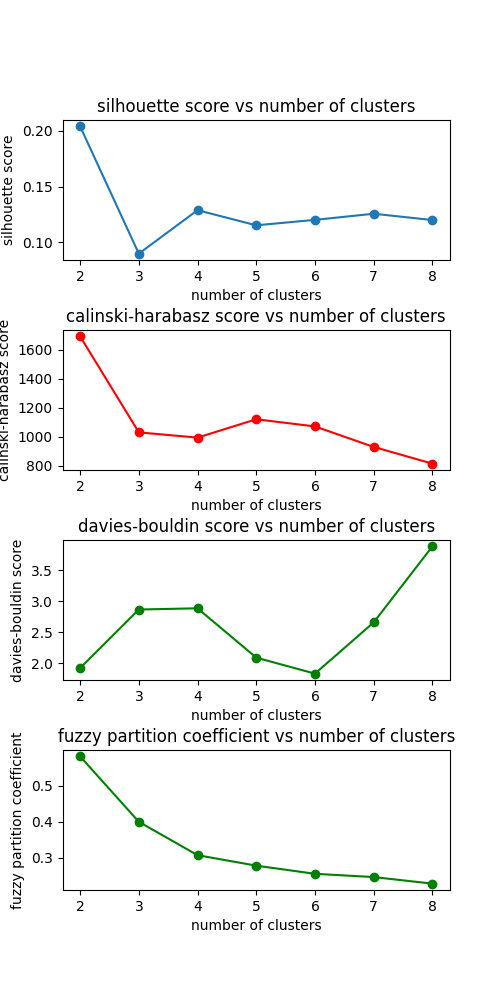 silhouette score vs number of clusters
silhouette score
0.20
0.15
0.10
2 3 4 5 6 7 8
number of clusters
calinski-harabasz score vs number of clusters
calinski-harabasz score
1600
1400
1200
1000
800
2 3 4 5 6 7 8
number of clusters
davies-bouldin score vs number of clusters
davies-bouldin score
3.5
3.0
2.5
2.0
2 3 4 5 6 7 8
number of clusters
fuzzy partition coefficient vs number of clusters
fuzzy partition coefficient
0.5
0.4
0.3
2 3 4 5 6 7 8
number of clusters